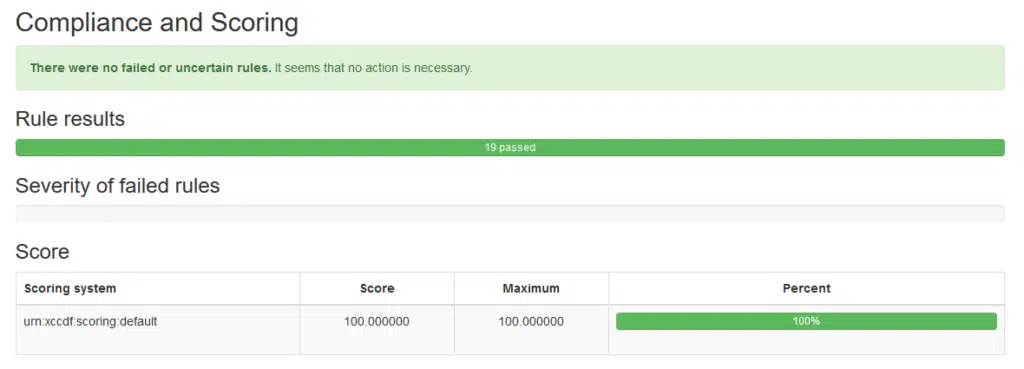 Compliance and Scoring
There were no failed or uncertain rules. It seems that no action is necessary.
Rule results
19 passed
Severity of failed rules
Score
Scoring system Score Maximum Percent
urn:xccdf:scoring:default 100.000000 100.000000 100%